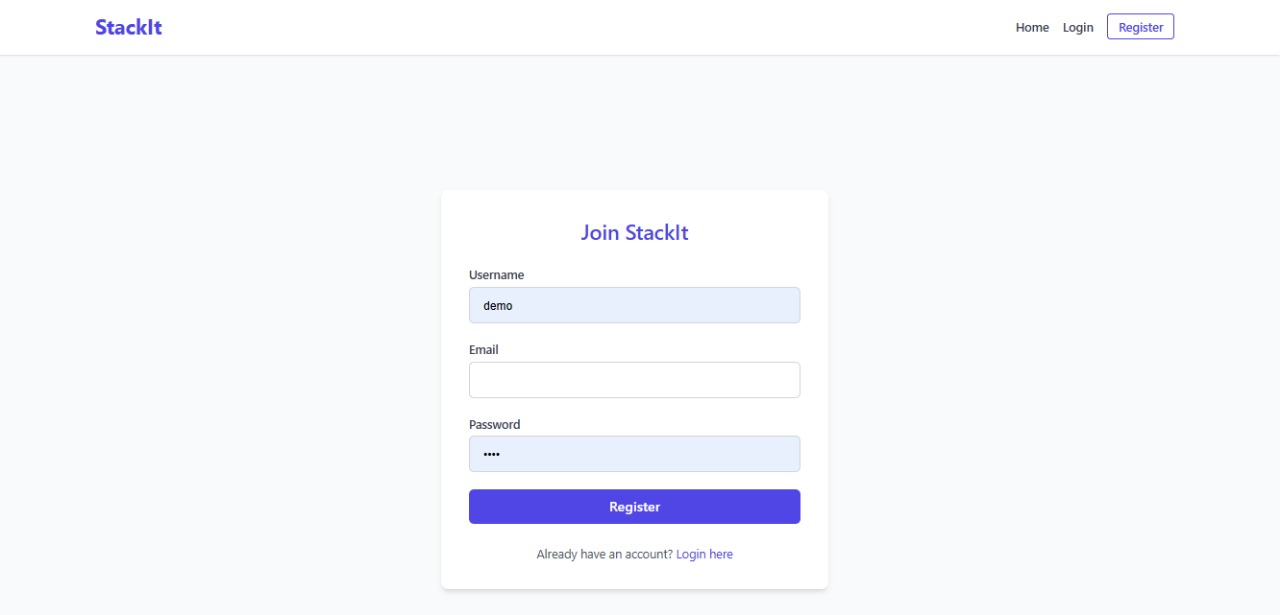 StackIt
Home Login Register
Join StackIt
Username
demo
Email
Password
••••
Register
Already have an account? Login here